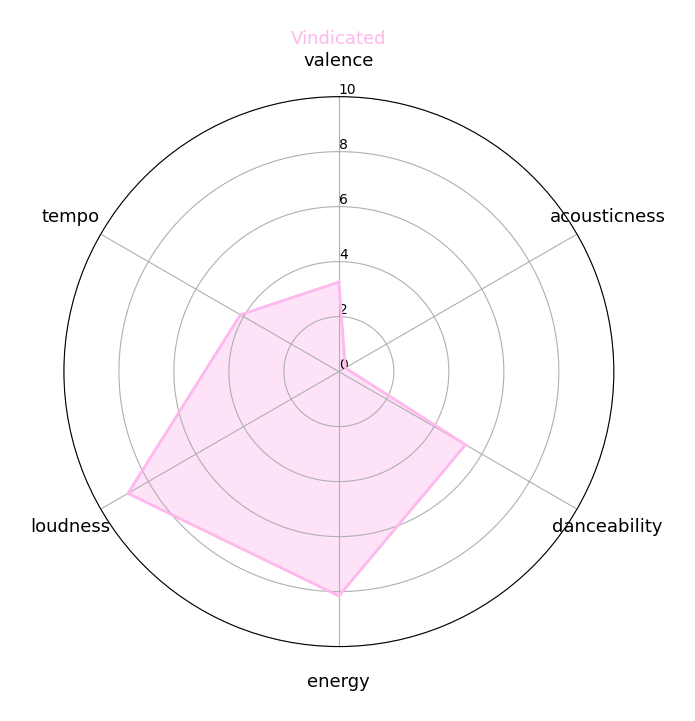 Vindicated
valence
10
8
6
tempo
acousticness
4
2
0
loudness
danceability
energy